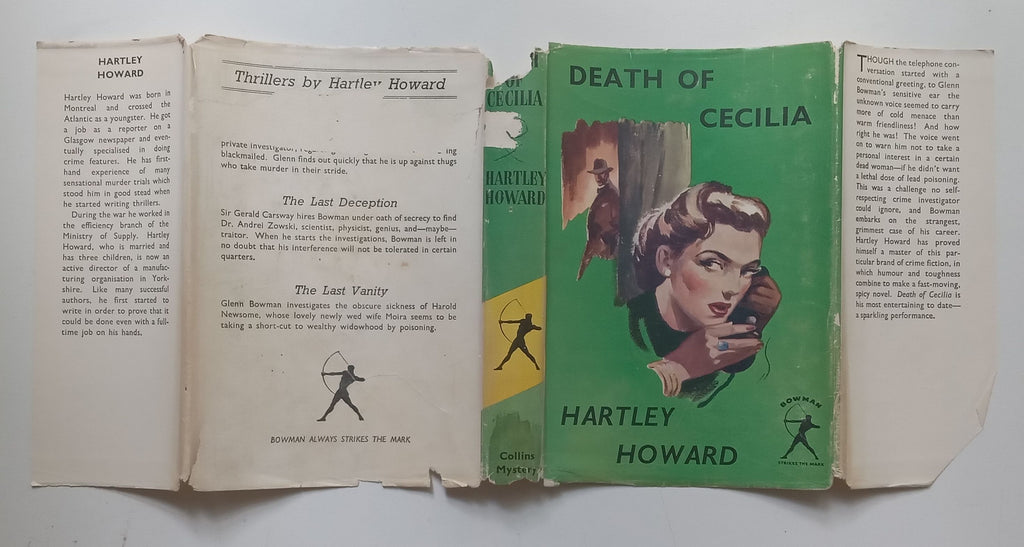 HARTLEY
HOWARD
Hartley Howard was born in
Montreal and crossed the
Atlantic as a youngster. He got
a job as a reporter on a
Glasgow newspaper and even-
tually specialised in doing
crime features. He has first-
hand experience of many
sensational murder trials which
stood him in good stead when
he started writing thrillers.
During the war he worked in
the efficiency branch of the
Ministry of Supply. Hartley
Howard, who is married and
has three children, is now an
active director of a manufac-
turing organisation in York-
shire. Like many successful
authors, he first started to
write in order to prove that it
could be done even with a full-
time job on his hands.
Thrillers by Hartley Howard
private investigator,
ing
blackmailed. Glenn finds out quickly that he is up against thugs
who take murder in their stride.
The Last Deception
Sir Gerald Carsway hires Bowman under oath of secrecy to find
Dr. Andrei Zowski, scientist, physicist, genius, and—maybe—
traitor. When he starts the investigations, Bowman is left in
no doubt that his interference will not be tolerated in certain
quarters.
The Last Vanity
Glenn Bowman investigates the obscure sickness of Harold
Newsome, whose lovely newly wed wife Moira seems to be
taking a short-cut to wealthy widowhood by poisoning.
BOWMAN ALWAYS STRIKES THE MARK
OF
CECILIA
HARTLEY
HOWARD
Collins
Mystery
DEATH OF
CECILIA
HARTLEY
HOWARD
BOWMAN
STRIKES THE MARK
THOUGH the telephone con-
versation started with a
conventional greeting, to Glenn
Bowman's sensitive ear the
unknown voice seemed to carry
more of cold menace than
warm friendliness! And how
right he was! The voice went
on to warn him not to take a
personal interest in a certain
dead woman—if he didn't want
a lethal dose of lead poisoning.
This was a challenge no self-
respecting crime investigator
could ignore, and Bowman
embarks on the strangest,
grimmest case of his career.
Hartley Howard has proved
himself a master of this par-
ticular brand of crime fiction, in
which humour and toughness
combine to make a fast-moving,
spicy novel. Death of Cecilia is
his most entertaining to date—
a sparkling performance.